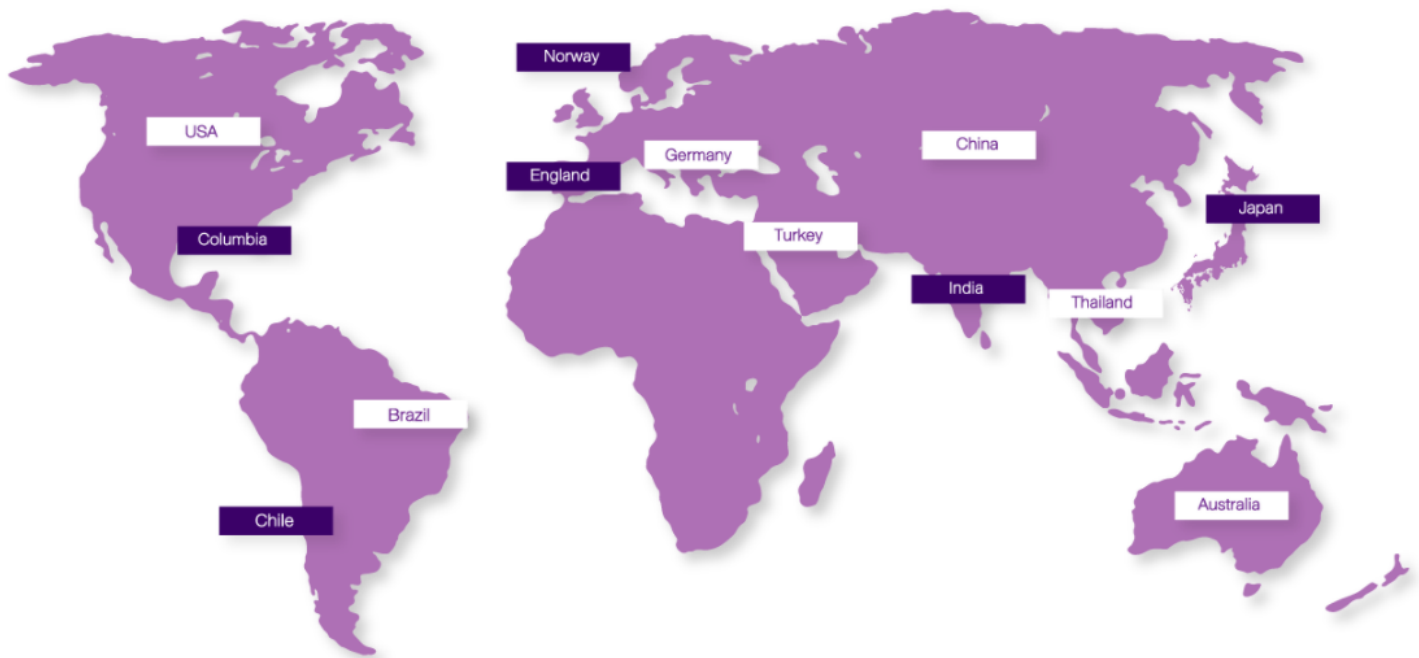 Norway
USA
China
Germany
England
Japan
Columbia
Turkey
India
Thailand
Brazil
Australia
Chile